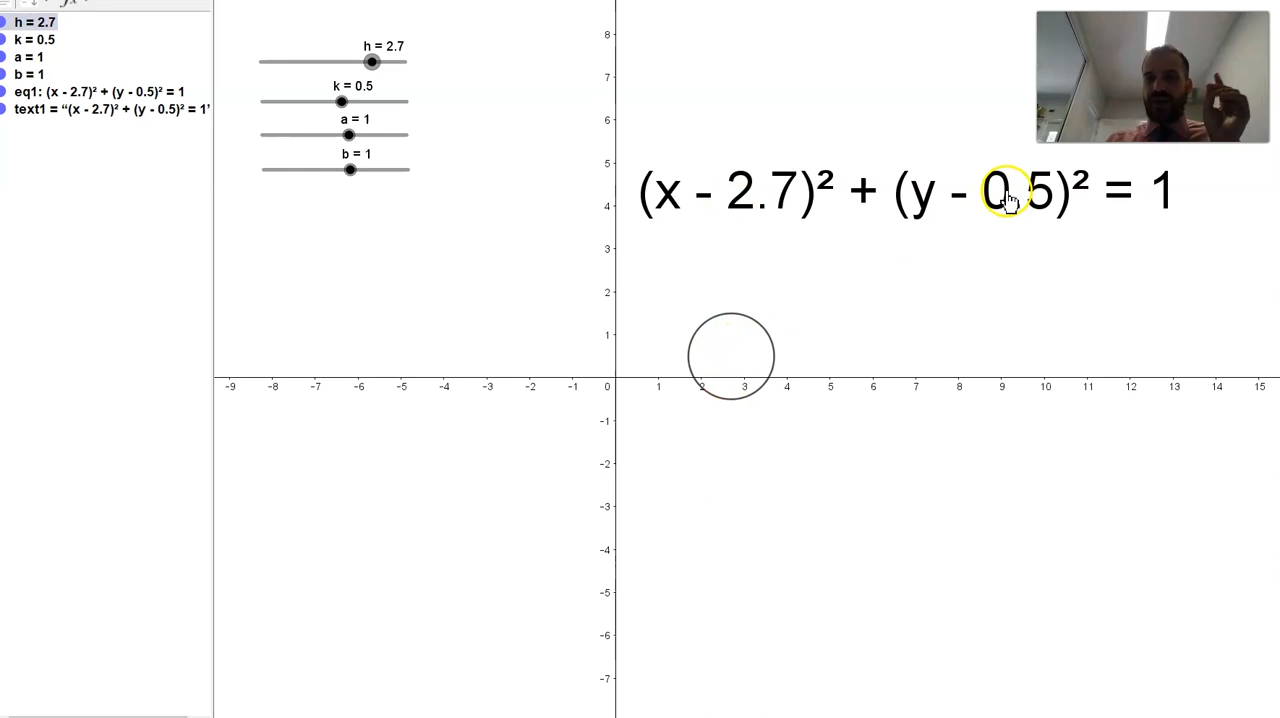 h = 2.7
k = 0.5
a = 1
b = 1
eq1: (x - 2.7)² + (y - 0.5)² = 1
text1 = “(x - 2.7)² + (y - 0.5)² = 1”
h = 2.7
k = 0.5
a = 1
b = 1
(x - 2.7)² + (y - 0.5)² = 1
8
7
6
5
4
3
2
1
-9 -8 -7 -6 -5 -4 -3 -2 -1 0 1 2 3 4 5 6 7 8 9 10 11 12 13 14 15
-1
-2
-3
-4
-5
-6
-7